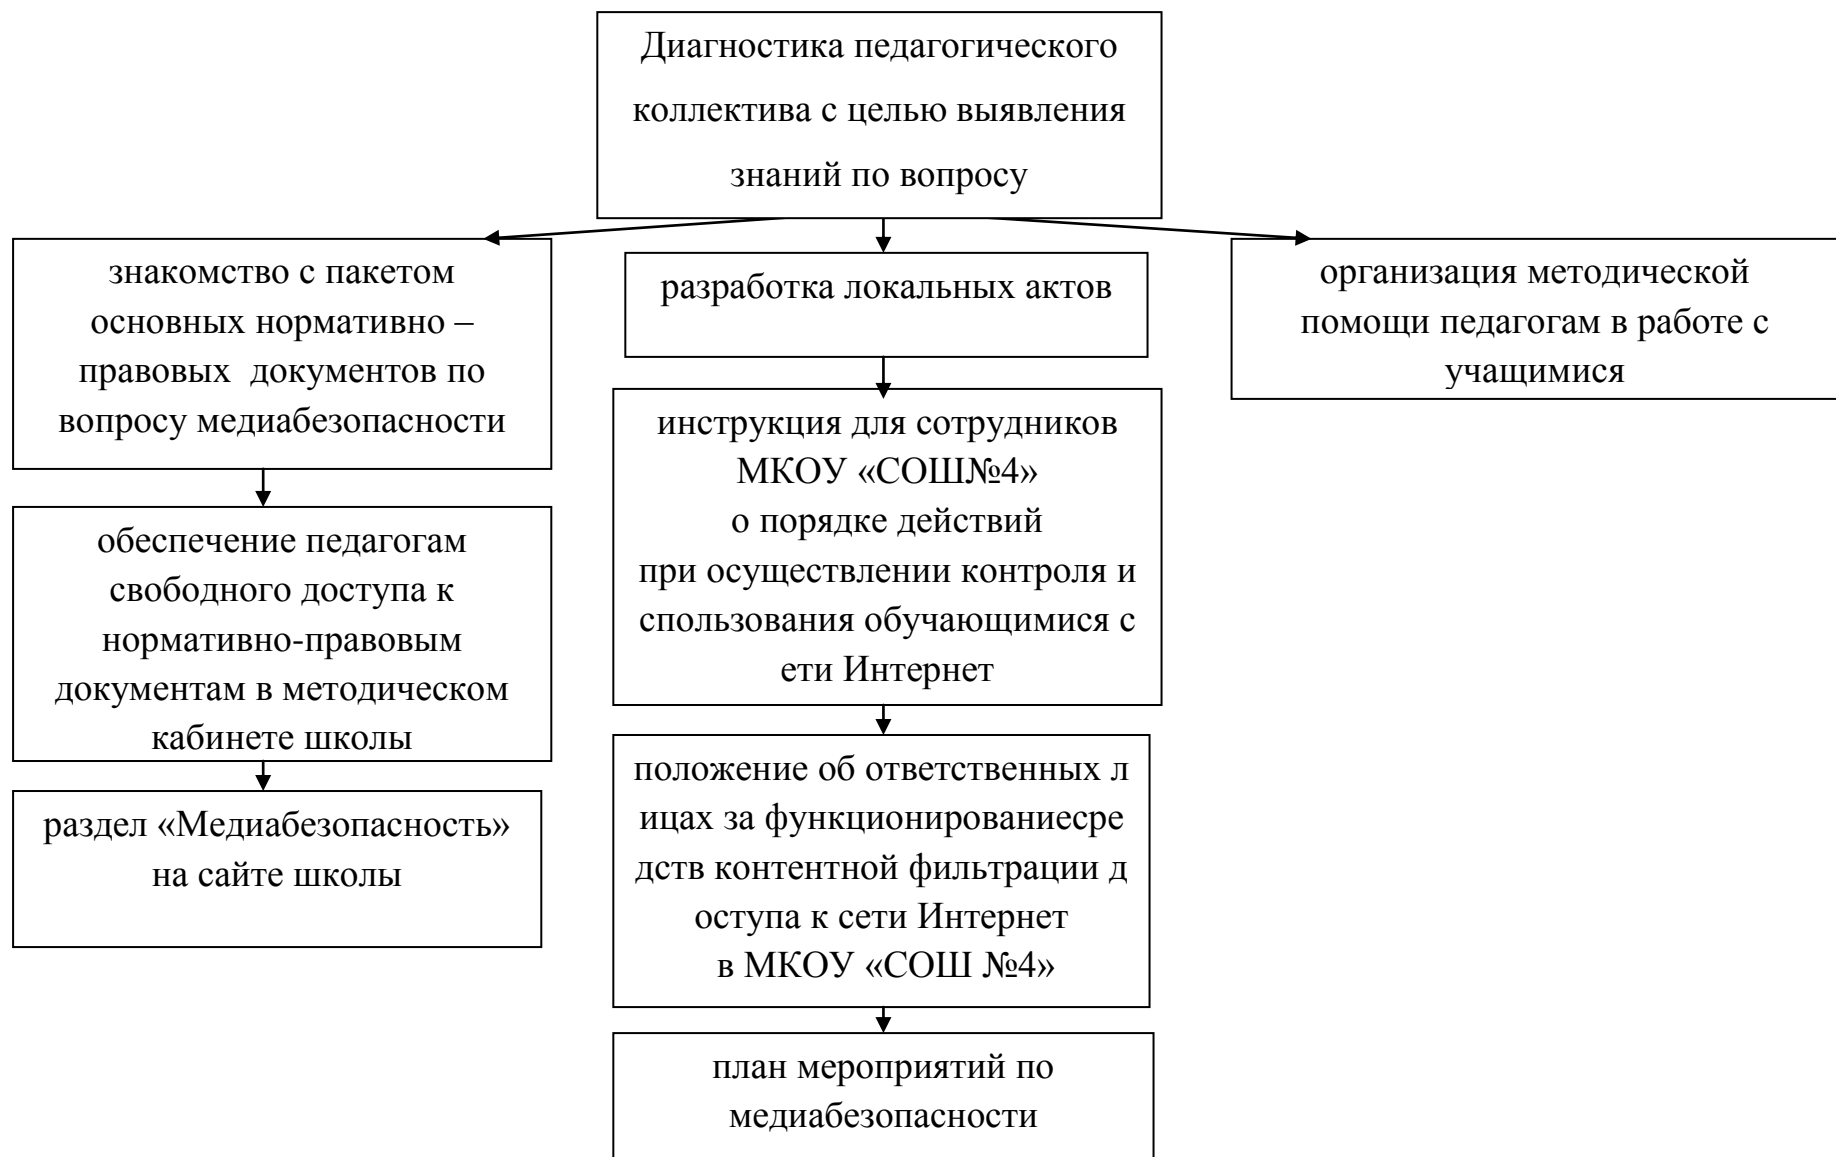 Диагностика педагогического
коллектива с целью выявления
знаний по вопросу
знакомство с пакетом
основных нормативно –
правовых документов по
вопросу медиабезопасности
обеспечение педагогам
свободного доступа к
нормативно-правовым
документам в методическом
кабинете школы
раздел «Медиабезопасность»
на сайте школы
разработка локальных актов
инструкция для сотрудников
МКОУ «СОШ№4»
о порядке действий
при осуществлении контроля и
спользования обучающимися с
ети Интернет
положение об ответственных л
ицах за функционированиесре
дств контентной фильтрации д
оступа к сети Интернет
в МКОУ «СОШ №4»
план мероприятий по
медиабезопасности
организация методической
помощи педагогам в работе с
учащимися